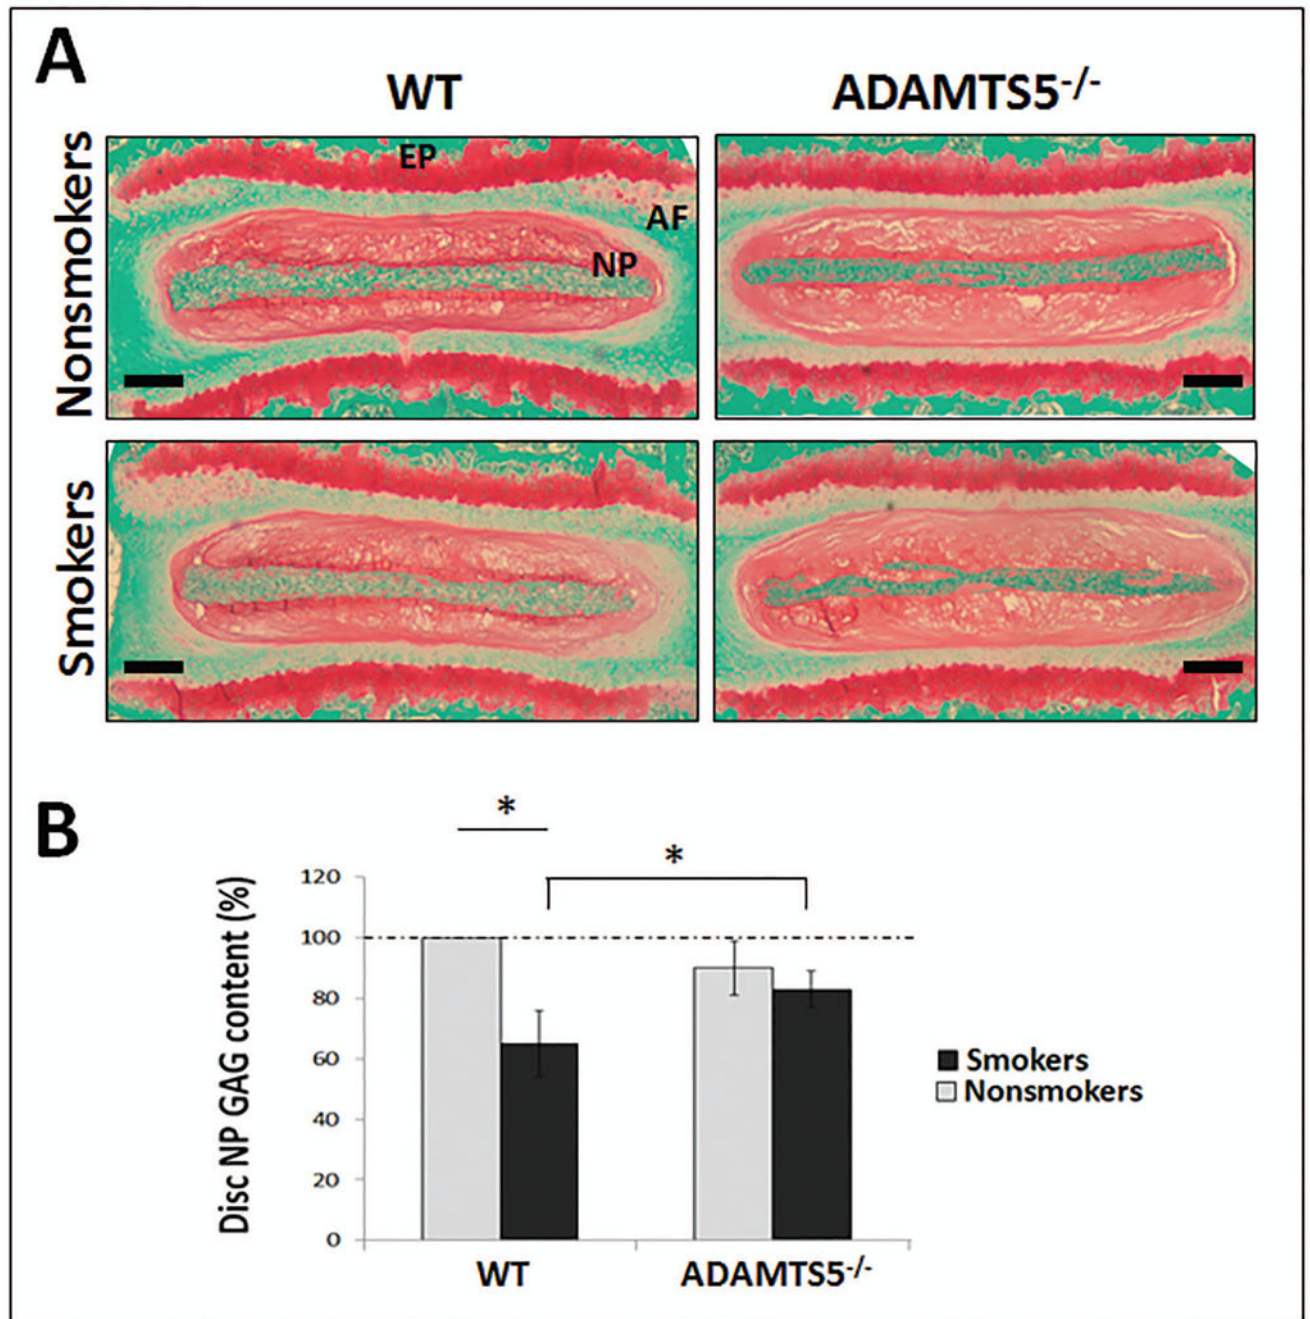 A
WT
ADAMTS5-/-
Nonsmokers
EP
AF
NP
Smokers
B
*
*
Disc NP GAG content (%)
120
100
80
60
40
20
0
Smokers
Nonsmokers
WT
ADAMTS5-/-